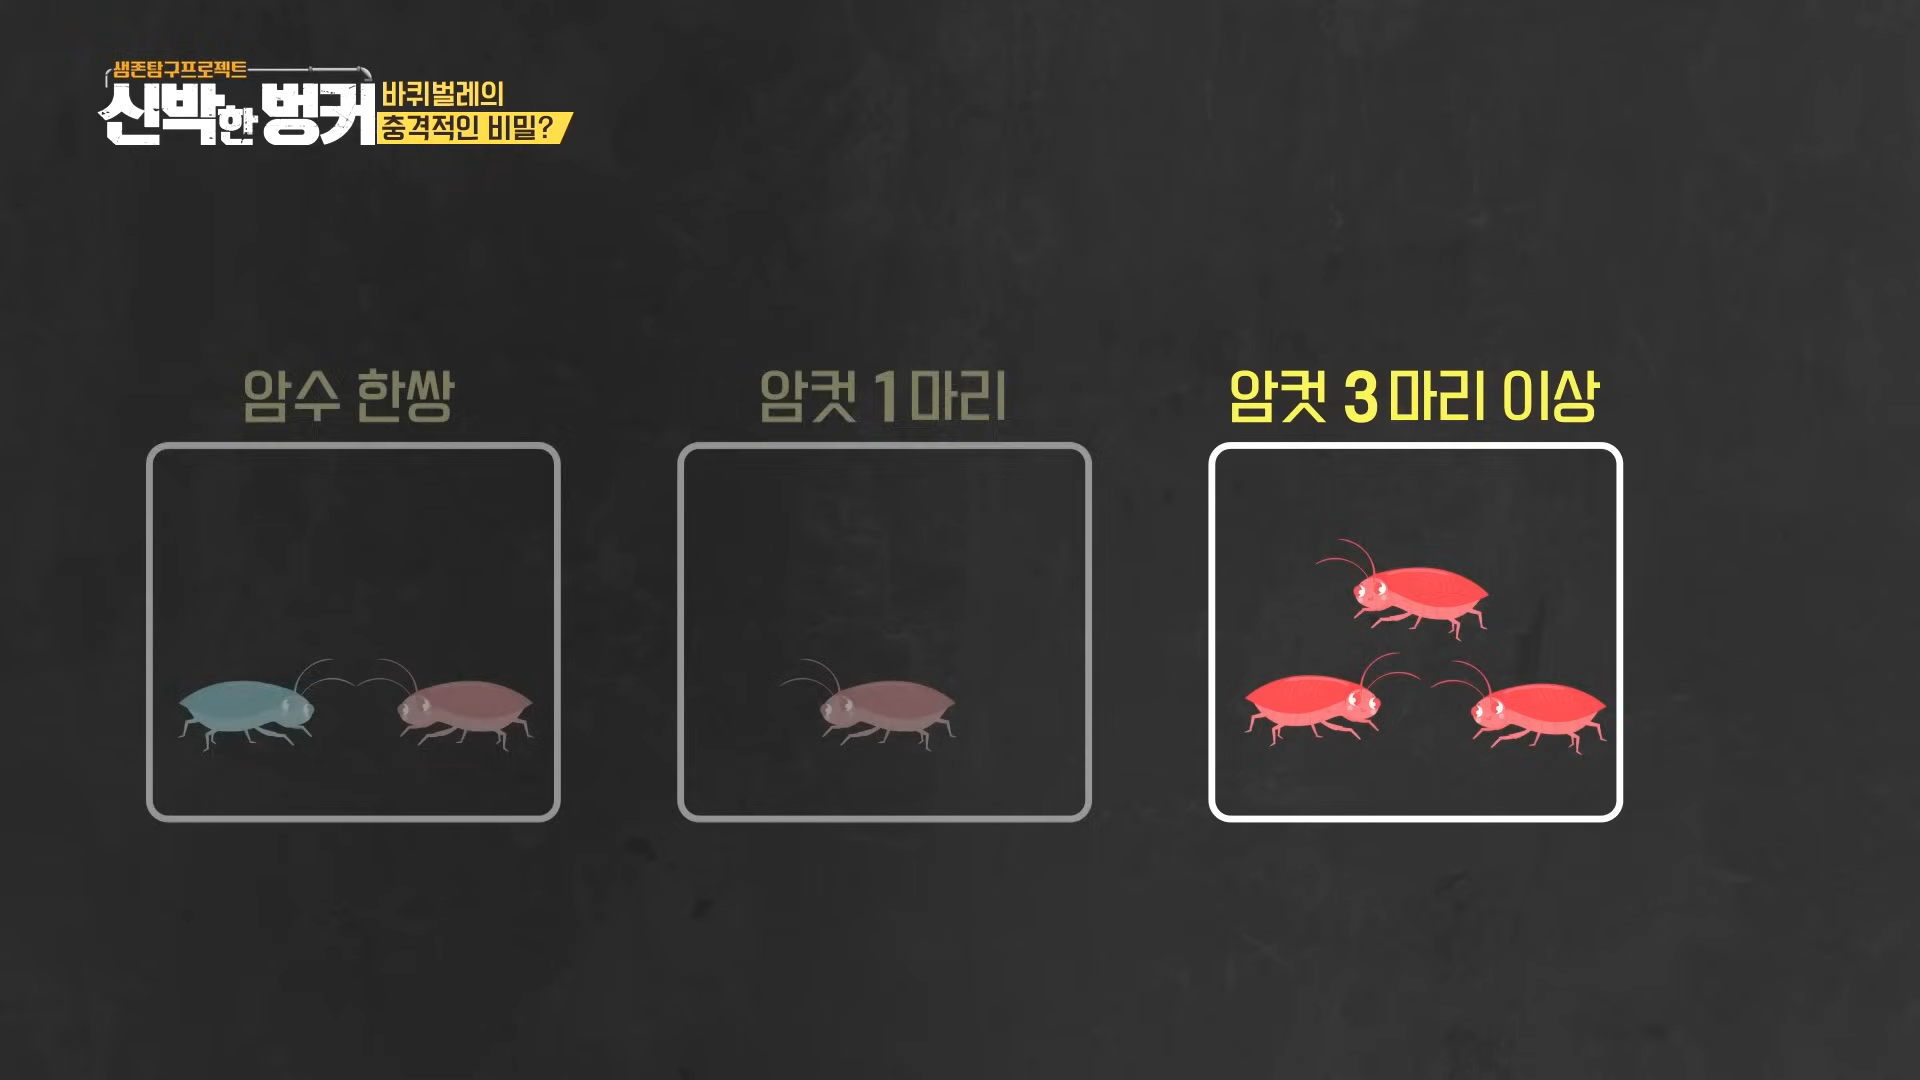 생존탐구프로젝트
신박한 벙커
바퀴벌레의
충격적인 비밀?
암수 한쌍
암컷 1마리
암컷 3마리 이상